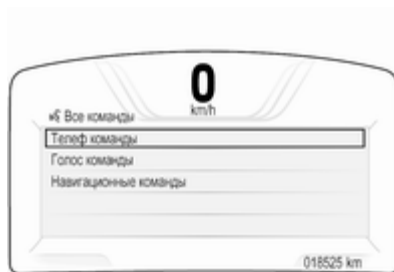 0
km/h
Все команды
Телеф команды
Голос команды
Навигационные команды
018525 km